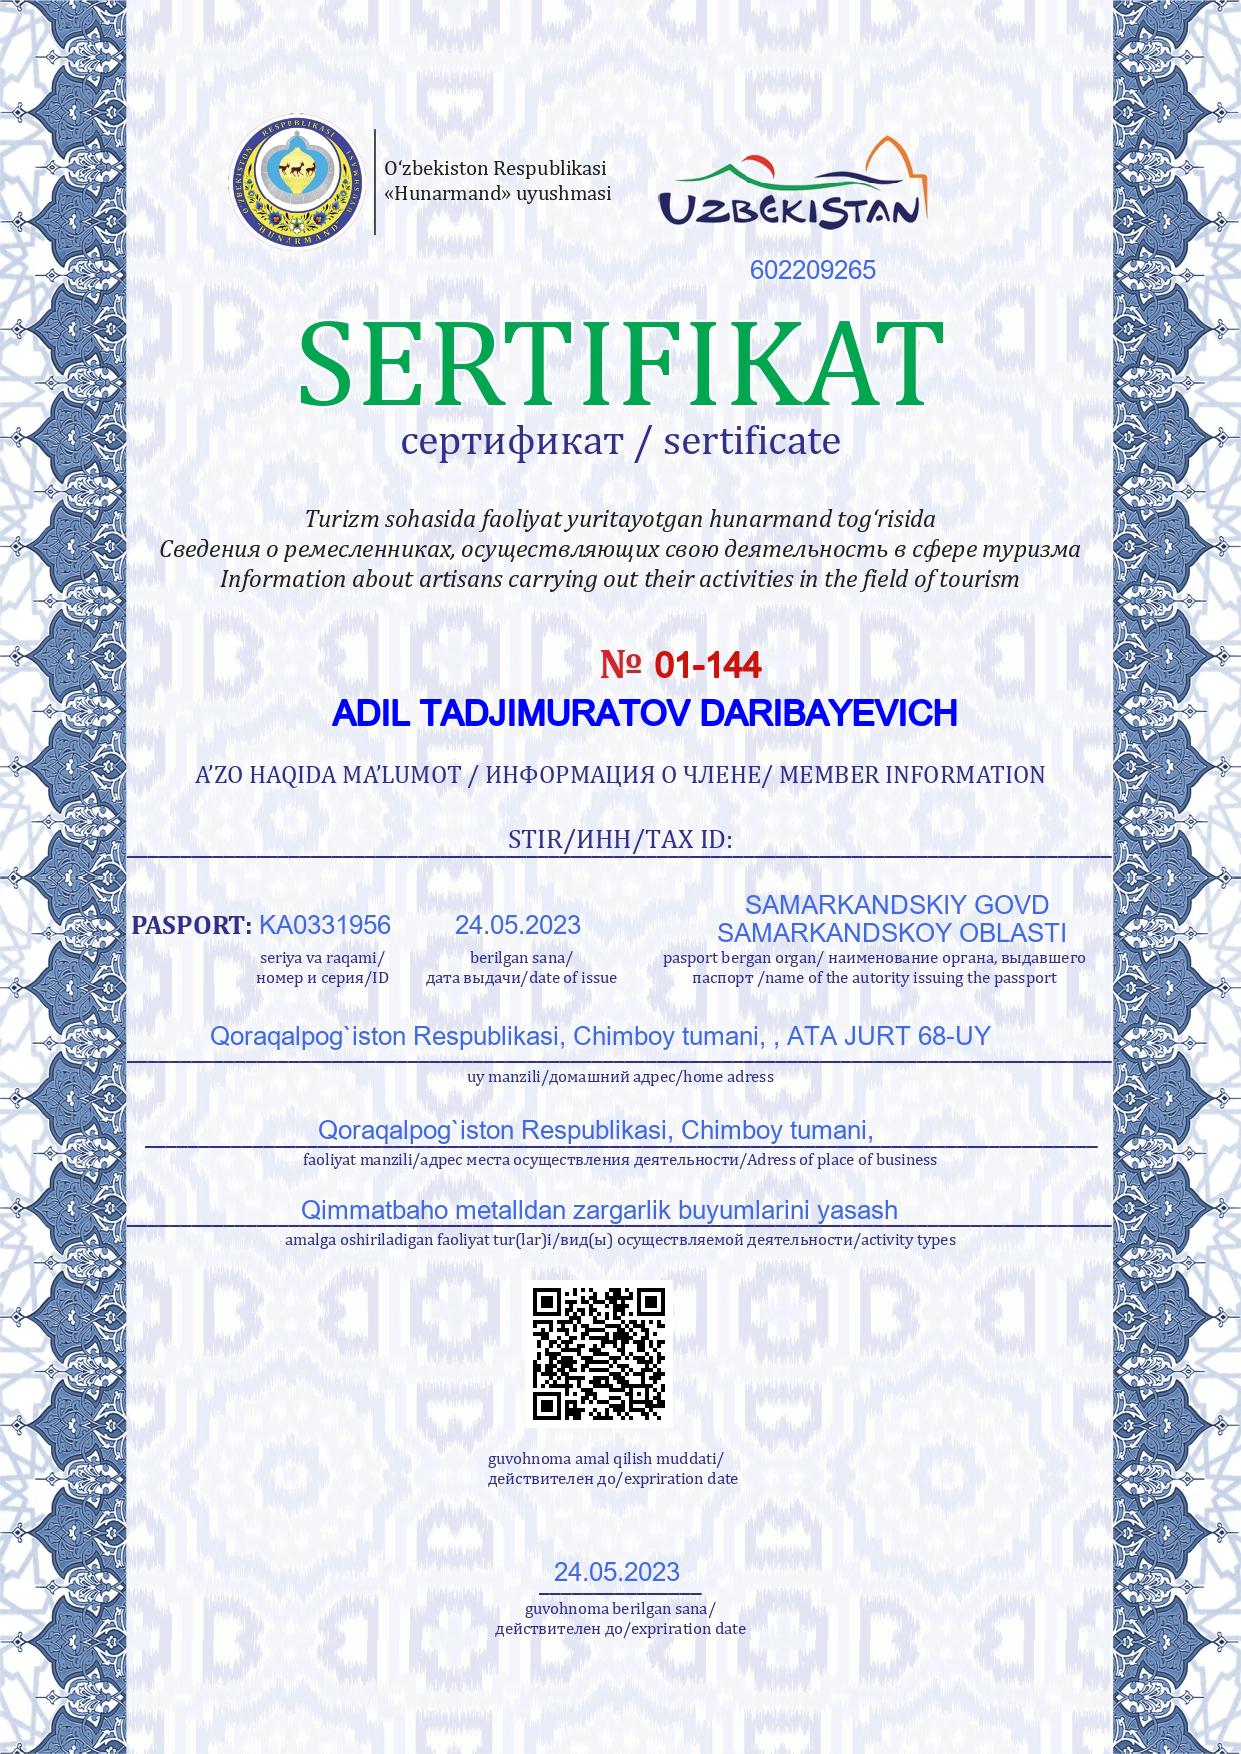 O‘ZBEKISTON RESPUBLIKASI
HUNARMAND UYUSHMASI
O‘zbekiston Respublikasi
«Hunarmand» uyushmasi
UZBEKISTAN
602209265
SERTIFIKAT
сертификат / sertificate
Turizm sohasida faoliyat yuritayotgan hunarmand tog‘risida
Сведения о ремесленниках, осуществляющих свою деятельность в сфере туризма
Information about artisans carrying out their activities in the field of tourism
№ 01-144
ADIL TADJIMURATOV DARIBAYEVICH
A’ZO HAQIDA MA’LUMOT / ИНФОРМАЦИЯ О ЧЛЕНЕ/ MEMBER INFORMATION
STIR/ИНН/TAX ID:
PASPORT: KA0331956
seriya va raqami/
номер и серия/ID
24.05.2023
berilgan sana/
дата выдачи/date of issue
SAMARKANDSKIY GOVD
SAMARKANDSKOY OBLASTI
pasport bergan organ/ наименование органа, выдавшего
паспорт /name of the autority issuing the passport
Qoraqalpog`iston Respublikasi, Chimboy tumani, , ATA JURT 68-UY
uy manzili/домашний адрес/home adress
Qoraqalpog`iston Respublikasi, Chimboy tumani,
faoliyat manzili/адрес места осуществления деятельности/Adress of place of business
Qimmatbaho metalldan zargarlik buyumlarini yasash
amalga oshiriladigan faoliyat tur(lar)i/вид(ы) осуществляемой деятельности/activity types
guvohnoma amal qilish muddati/
действителен до/expriration date
24.05.2023
guvohnoma berilgan sana/
действителен до/expriration date